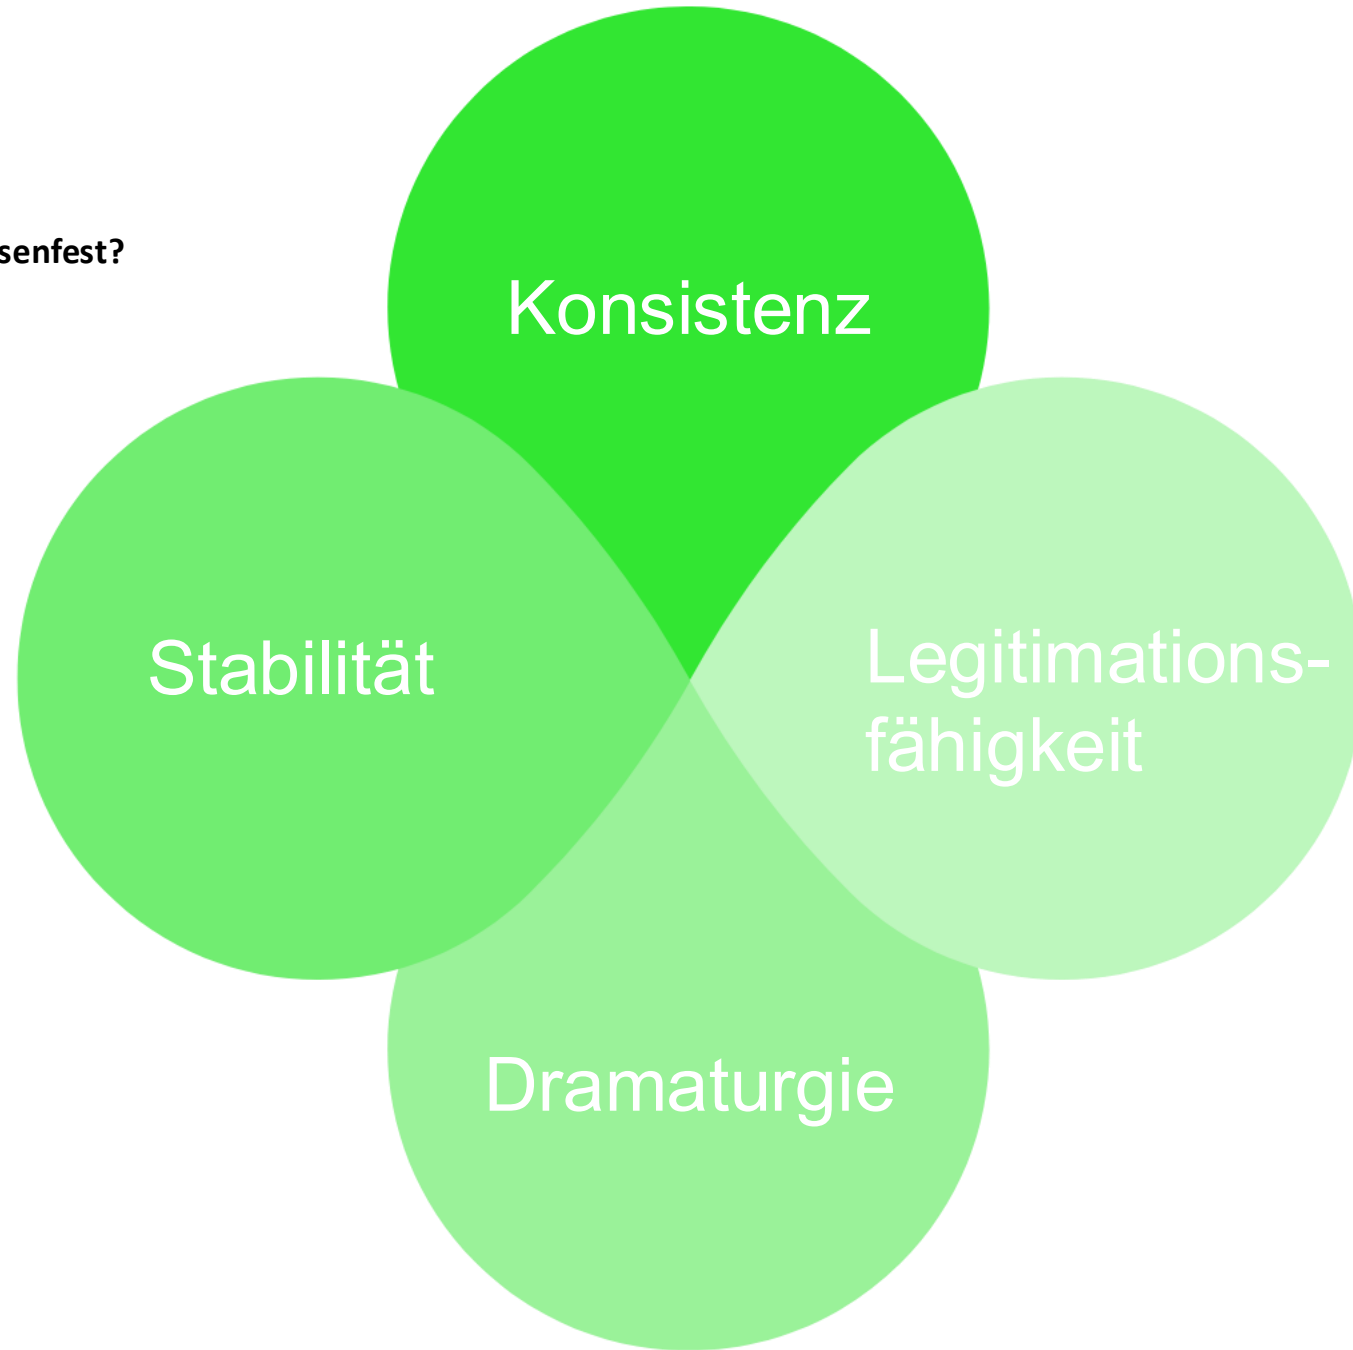 senfest?
Konsistenz
Stabilität
Legitimations-
fähigkeit
Dramaturgie